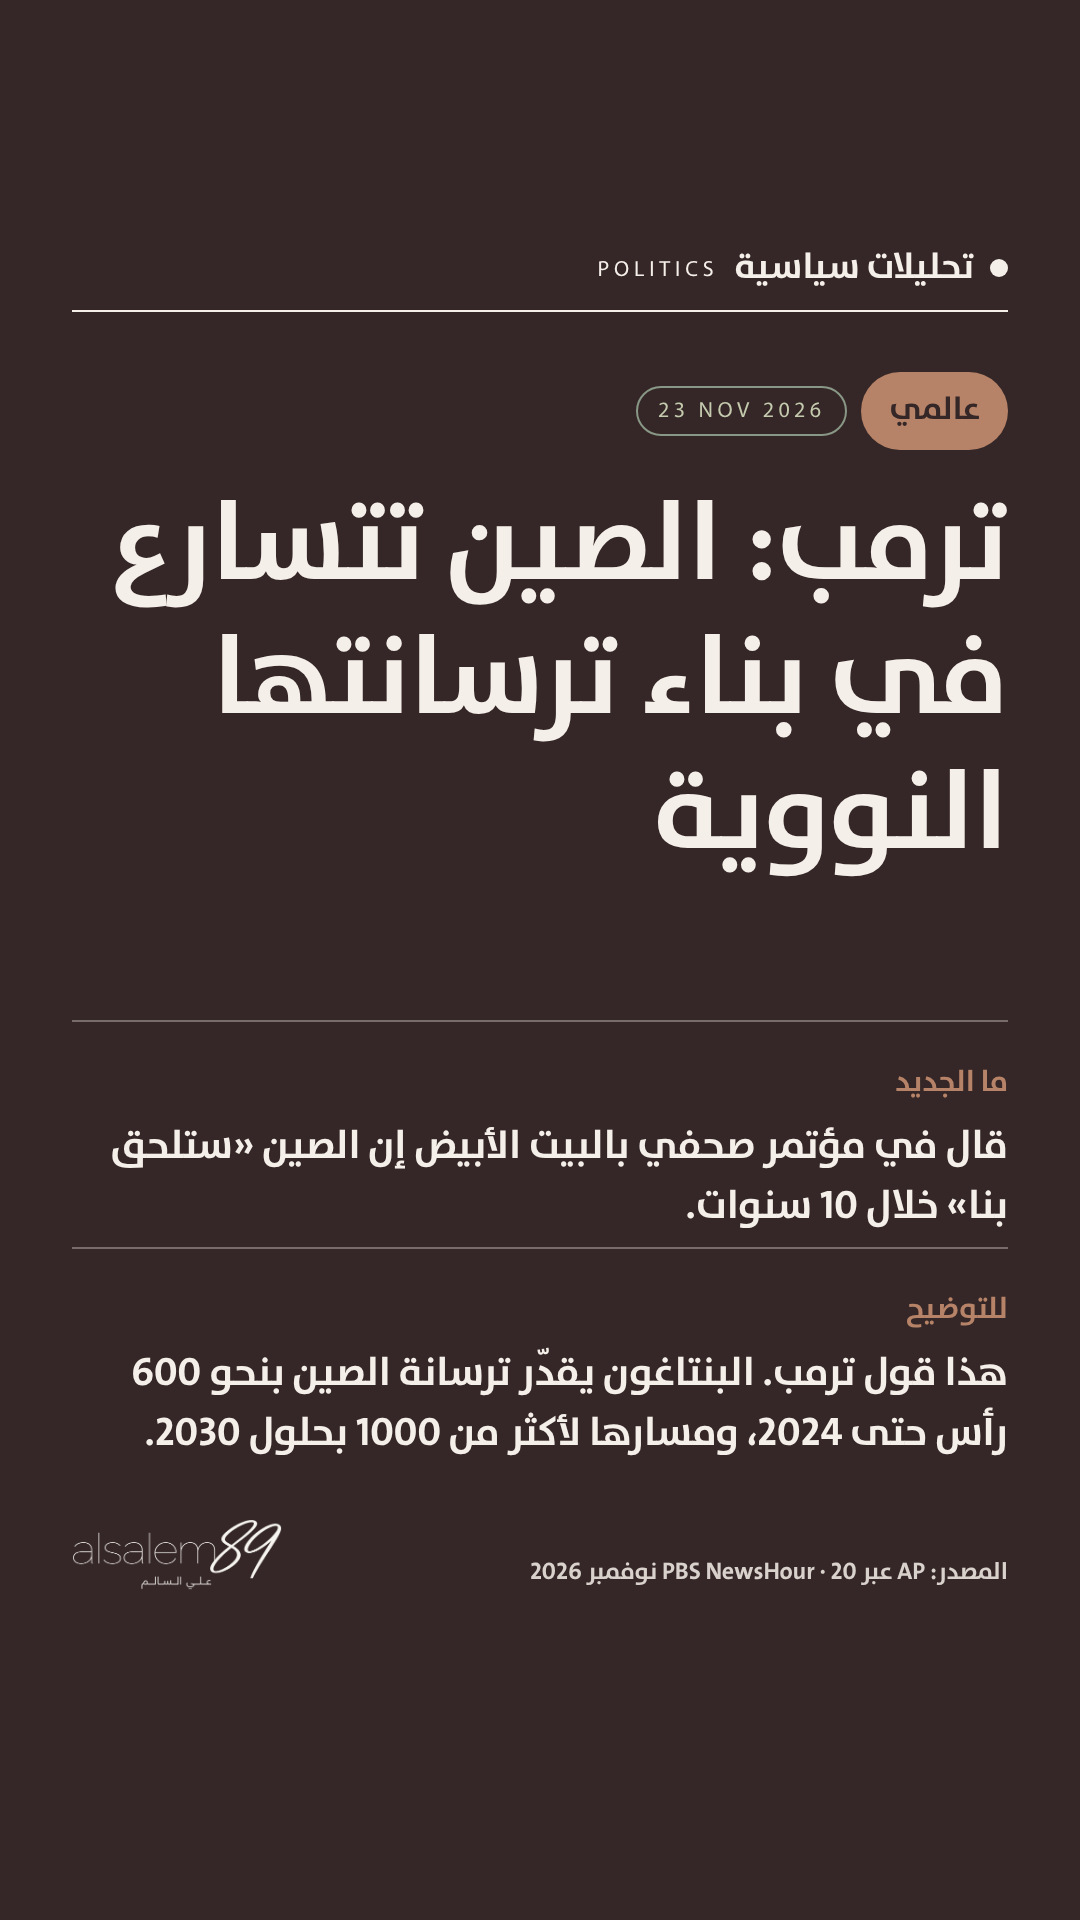 تحليلات سياسية POLITICS
عالمي 23 NOV 2026
ترمب: الصين تتسارع
في بناء ترسانتها
النووية
ما الجديد
قال في مؤتمر صحفي بالبيت الأبيض إن الصين «ستلحق
بنا» خلال 10 سنوات.
للتوضيح
هذا قول ترمب. البنتاغون يقدّر ترسانة الصين بنحو 600
رأس حتى 2024، ومسارها لأكثر من 1000 بحلول 2030.
المصدر: AP عبر PBS NewsHour · 20 نوفمبر 2026
alsalem89
علي السالم